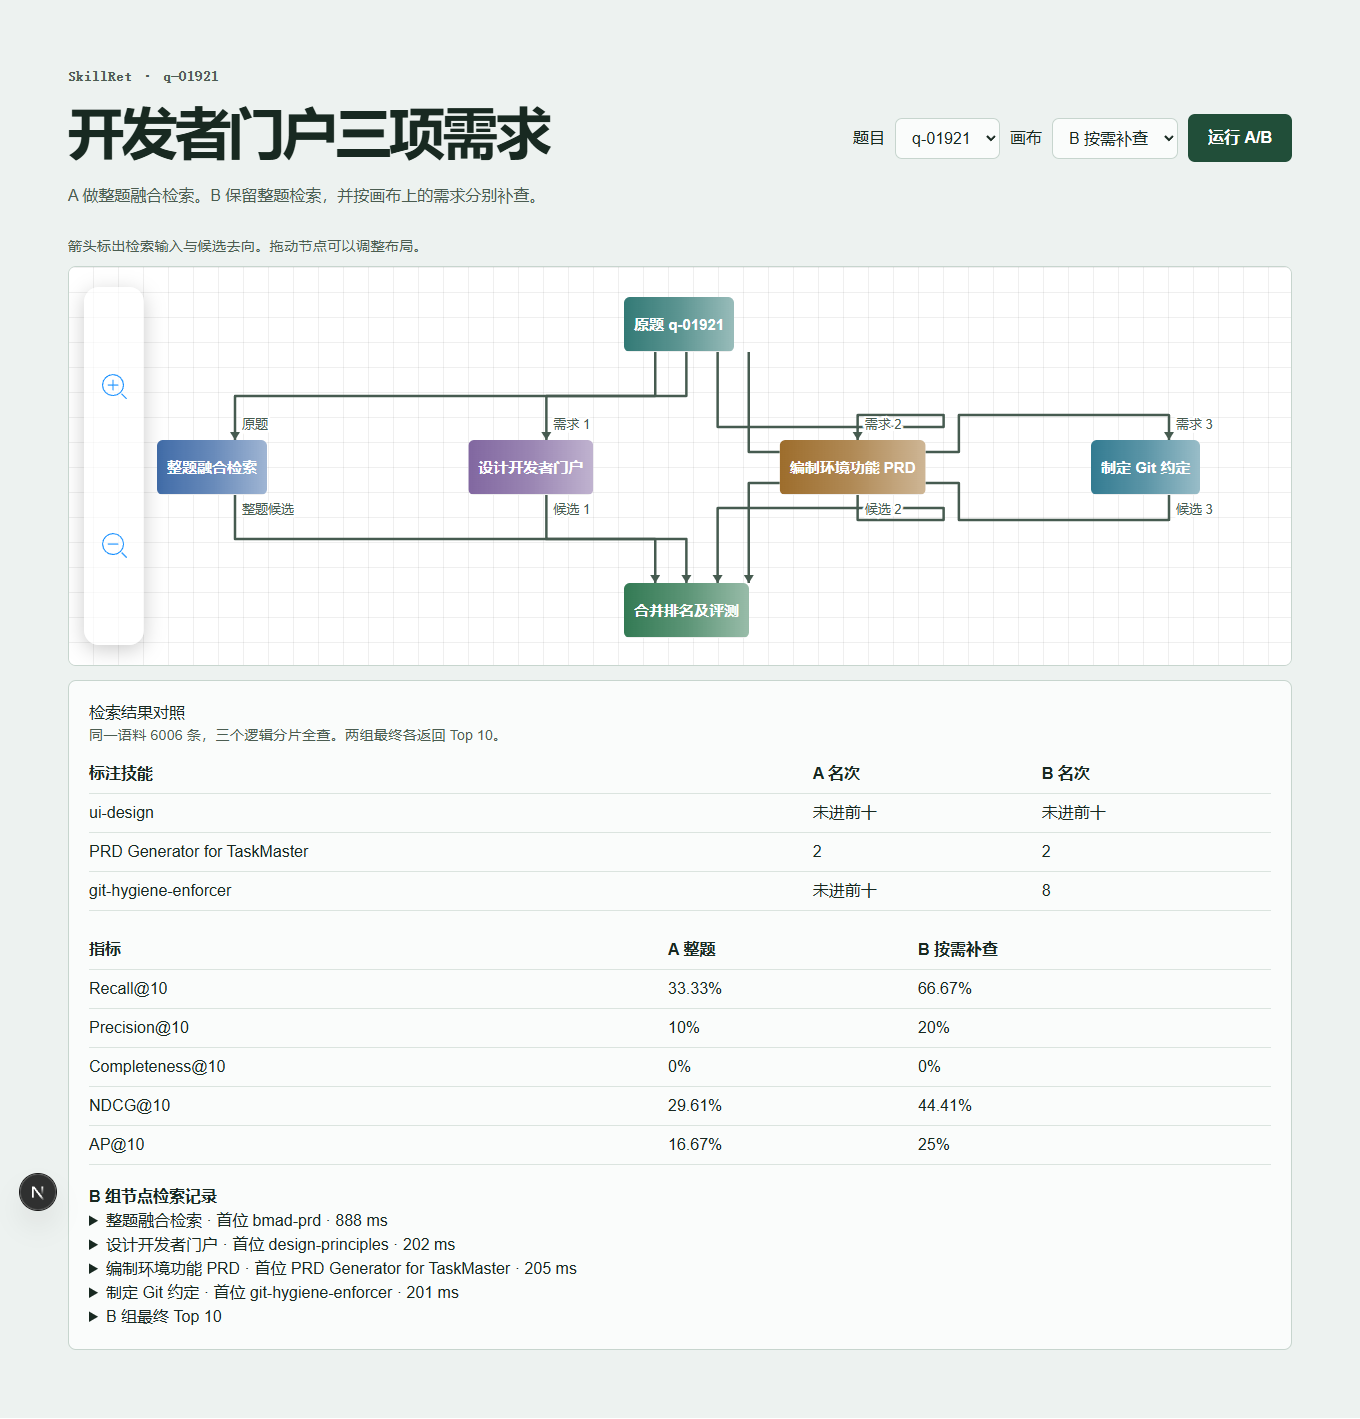 SkillRet · q-01921
开发者门户三项需求
题目 q-01921 画布 B 按需补查 运行 A/B
A 做整题融合检索。B 保留整题检索，并按画布上的需求分别补查。
箭头标出检索输入与候选去向。拖动节点可以调整布局。
原题 q-01921
原题 需求 1 需求 2 需求 3
整题融合检索 设计开发者门户 编制环境功能 PRD 制定 Git 约定
整题候选 候选 1 候选 2 候选 3
合并排名及评测
检索结果对照
同一语料 6006 条，三个逻辑分片全查。两组最终各返回 Top 10。
标注技能 A 名次 B 名次
ui-design 未进前十 未进前十
PRD Generator for TaskMaster 2 2
git-hygiene-enforcer 未进前十 8
指标 A 整题 B 按需补查
Recall@10 33.33% 66.67%
Precision@10 10% 20%
Completeness@10 0% 0%
NDCG@10 29.61% 44.41%
AP@10 16.67% 25%
B 组节点检索记录
整题融合检索 · 首位 bmad-prd · 888 ms
设计开发者门户 · 首位 design-principles · 202 ms
编制环境功能 PRD · 首位 PRD Generator for TaskMaster · 205 ms
制定 Git 约定 · 首位 git-hygiene-enforcer · 201 ms
B 组最终 Top 10
N